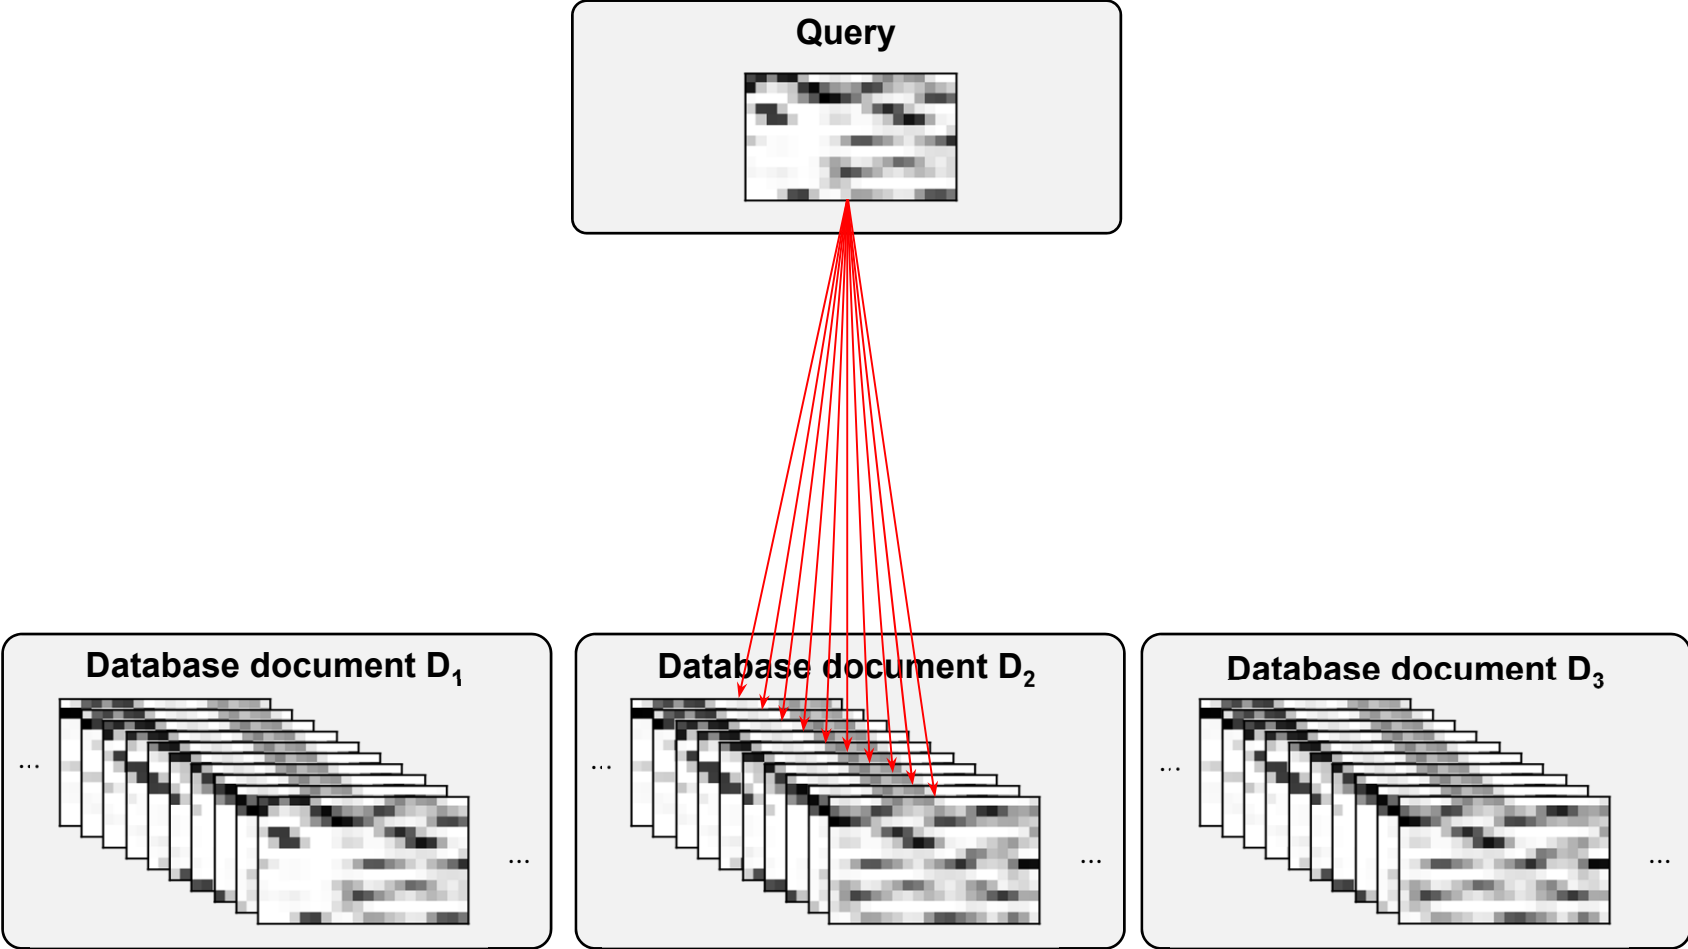 Query
Database document D₁
Database document D₂
Database document D₃
...
...
...
...
...
...